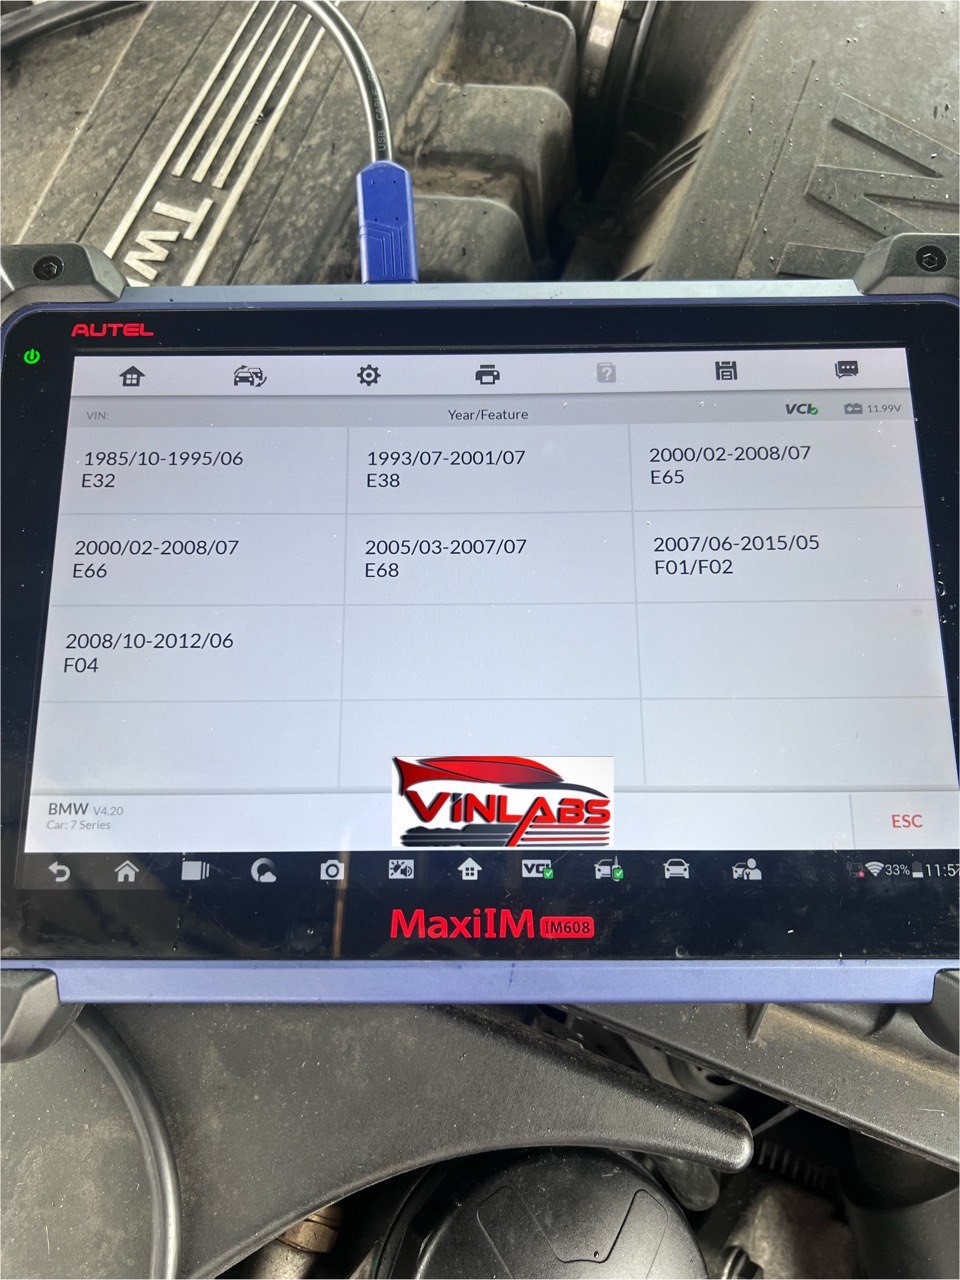 USB CABLE
Tw
AUTEL
VIN:
Year/Feature
VCI
11.99V
1985/10-1995/06
E32
1993/07-2001/07
E38
2000/02-2008/07
E65
2000/02-2008/07
E66
2005/03-2007/07
E68
2007/06-2015/05
F01/F02
2008/10-2012/06
F04
BMW V4.20
Car: 7 Series
VINLABS
ESC
VCI
33%
11:57
MaxiIM IM608